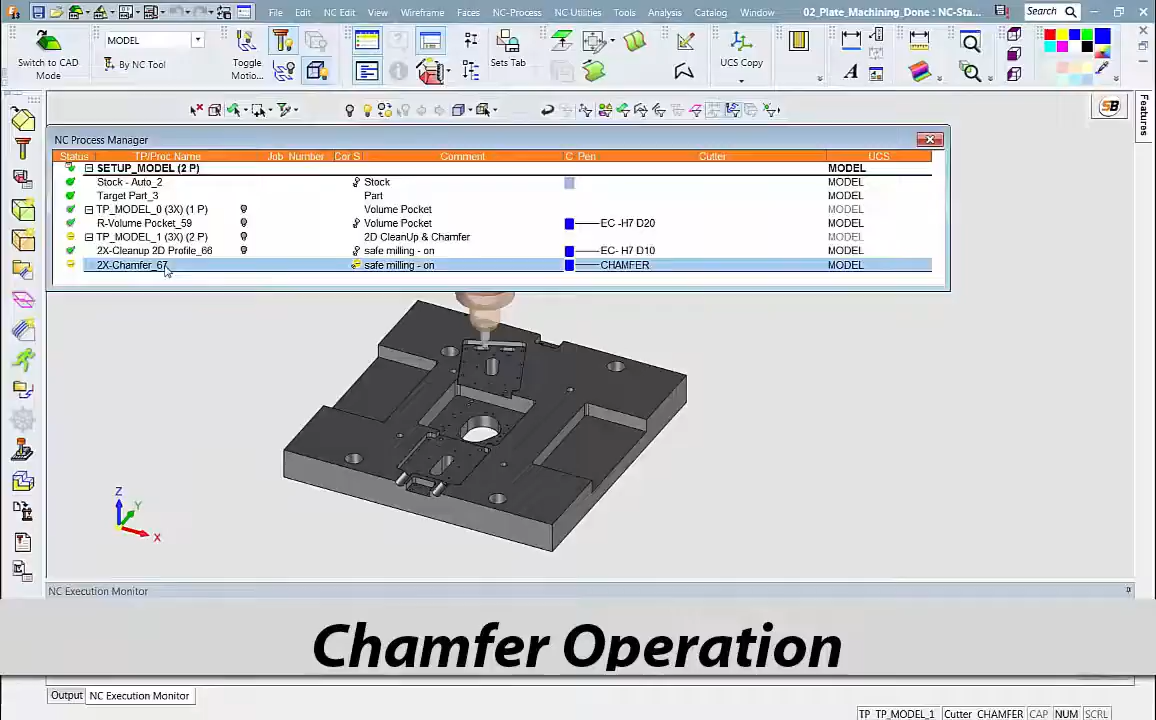 File Edit View Wireframe Faces NC-Process NC Utilities Tools Analysis Catalog Window 02_Plate_Machining_Done : NC-Sta... Search
Switch to CAD Mode
MODEL
By NC Tool
Toggle Motion...
Sets Tab
UCS Copy
SB
Features
NC Process Manager
Status TP/Proc.Name Job Number Cor S Comment C Pen Cutter UCS
SETUP_MODEL (2 P) MODEL
Stock - Auto_2 Stock MODEL
Target Part_3 Part MODEL
TP_MODEL_0 (3X) (1 P) Volume Pocket MODEL
R-Volume Pocket_59 Volume Pocket EC -H7 D20 MODEL
TP_MODEL_1 (3X) (2 P) 2D CleanUp & Chamfer MODEL
2X-Cleanup 2D Profile_66 safe milling - on EC- H7 D10 MODEL
2X-Chamfer_67 safe milling - on CHAMFER MODEL
Z
Y
X
NC Execution Monitor
Chamfer Operation
Output NC Execution Monitor
TP TP_MODEL_1 Cutter CHAMFER CAP NUM SCRL